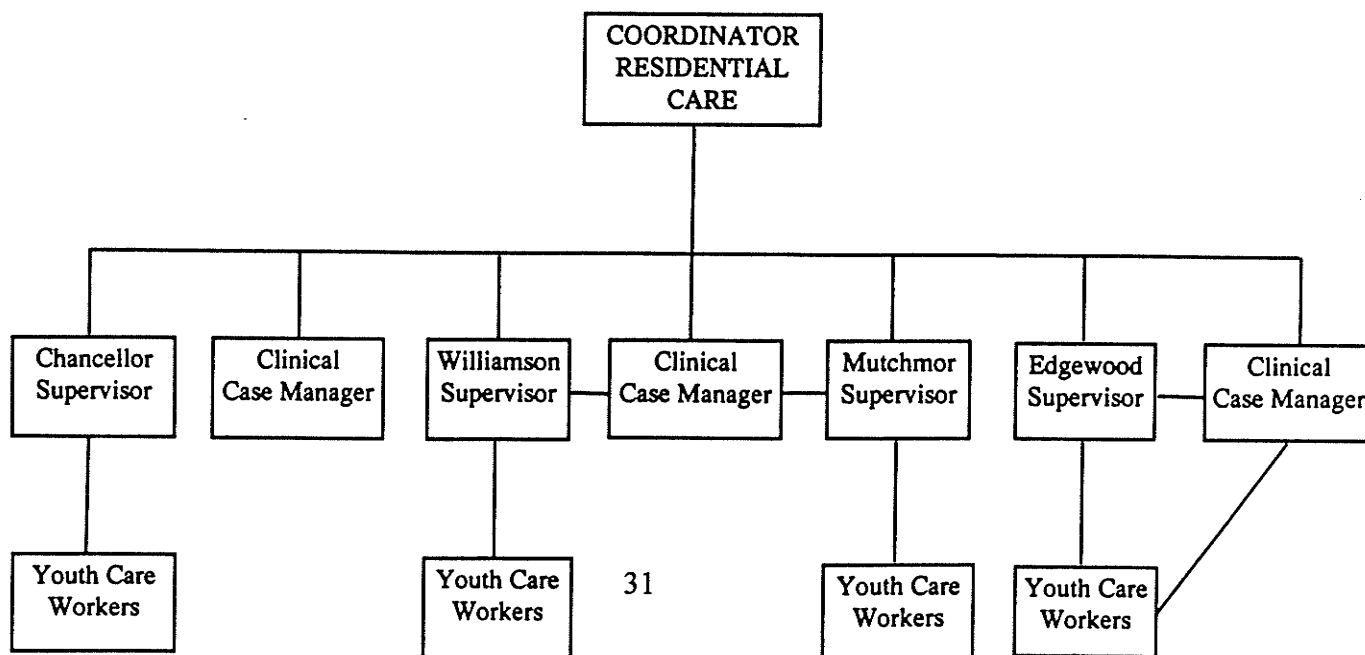 COORDINATOR
RESIDENTIAL
CARE
Chancellor
Supervisor
Clinical
Case Manager
Williamson
Supervisor
Clinical
Case Manager
Mutchmor
Supervisor
Edgewood
Supervisor
Clinical
Case Manager
Youth Care
Workers
Youth Care
Workers
31
Youth Care
Workers
Youth Care
Workers